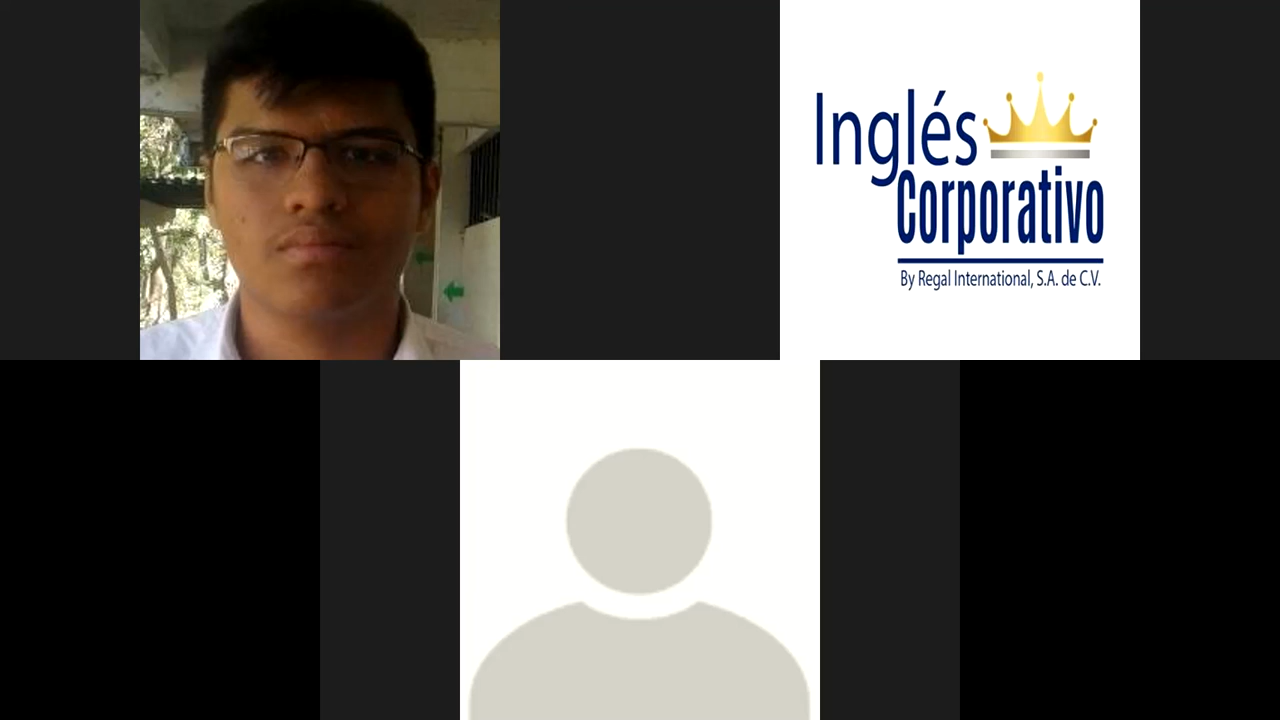 Inglés
Corporativo
By Regal International, S.A. de C.V.